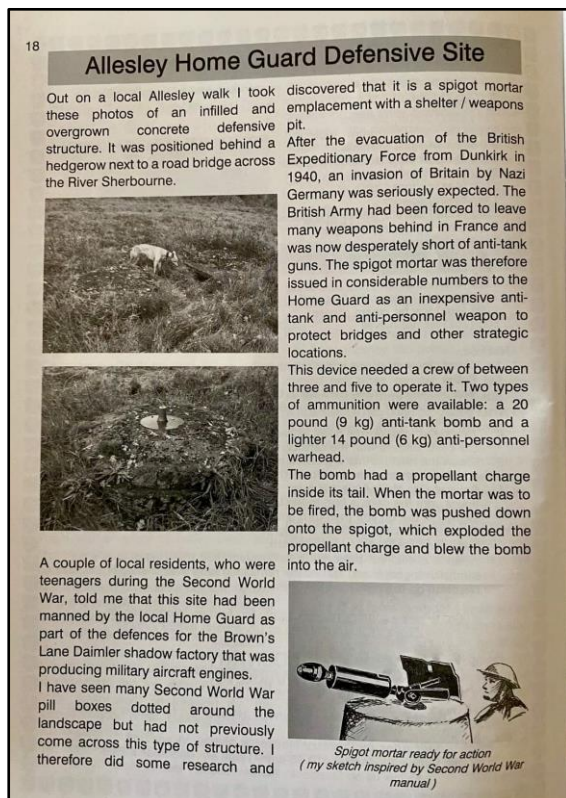 18
Allesley Home Guard Defensive Site
Out on a local Allesley walk I took
these photos of an infilled and
overgrown concrete defensive
structure. It was positioned behind a
hedgerow next to a road bridge across
the River Sherbourne.
A couple of local residents, who were
teenagers during the Second World
War, told me that this site had been
manned by the local Home Guard as
part of the defences for the Brown's
Lane Daimler shadow factory that was
producing military aircraft engines.
I have seen many Second World War
pill boxes dotted around the
landscape but had not previously
come across this type of structure. I
therefore did some research and
discovered that it is a spigot mortar
emplacement with a shelter / weapons
pit.
After the evacuation of the British
Expeditionary Force from Dunkirk in
1940, an invasion of Britain by Nazi
Germany was seriously expected. The
British Army had been forced to leave
many weapons behind in France and
was now desperately short of anti-tank
guns. The spigot mortar was therefore
issued in considerable numbers to the
Home Guard as an inexpensive anti-
tank and anti-personnel weapon to
protect bridges and other strategic
locations.
This device needed a crew of between
three and five to operate it. Two types
of ammunition were available: a 20
pound (9 kg) anti-tank bomb and a
lighter 14 pound (6 kg) anti-personnel
warhead.
The bomb had a propellant charge
inside its tail. When the mortar was to
be fired, the bomb was pushed down
onto the spigot, which exploded the
propellant charge and blew the bomb
into the air.
Spigot mortar ready for action
( my sketch inspired by Second World War
manual )